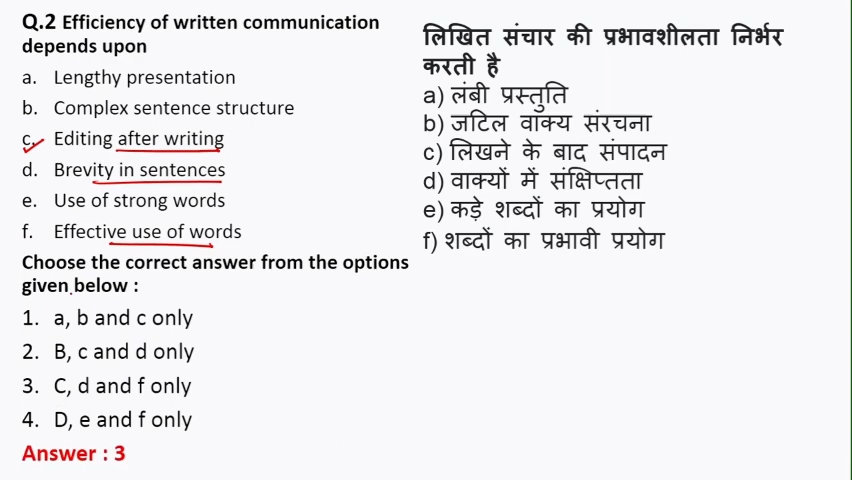 Q.2 Efficiency of written communication
depends upon
a. Lengthy presentation
b. Complex sentence structure
c. Editing after writing
d. Brevity in sentences
e. Use of strong words
f. Effective use of words
Choose the correct answer from the options
given below :
1. a, b and c only
2. B, c and d only
3. C, d and f only
4. D, e and f only
Answer : 3
लिखित संचार की प्रभावशीलता निर्भर
करती है
a) लंबी प्रस्तुति
b) जटिल वाक्य संरचना
c) लिखने के बाद संपादन
d) वाक्यों में संक्षिप्तता
e) कड़े शब्दों का प्रयोग
f) शब्दों का प्रभावी प्रयोग